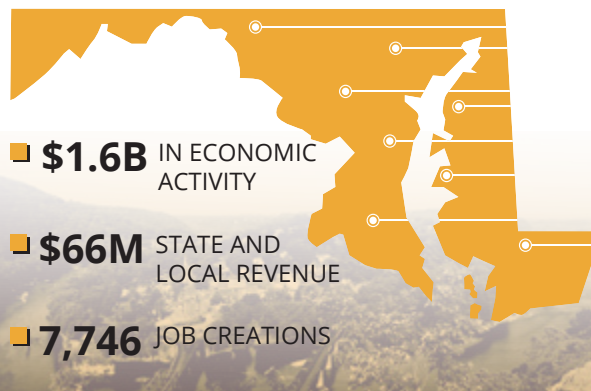 $1.6B IN ECONOMIC
ACTIVITY
$66M STATE AND
LOCAL REVENUE
7,746 JOB CREATIONS